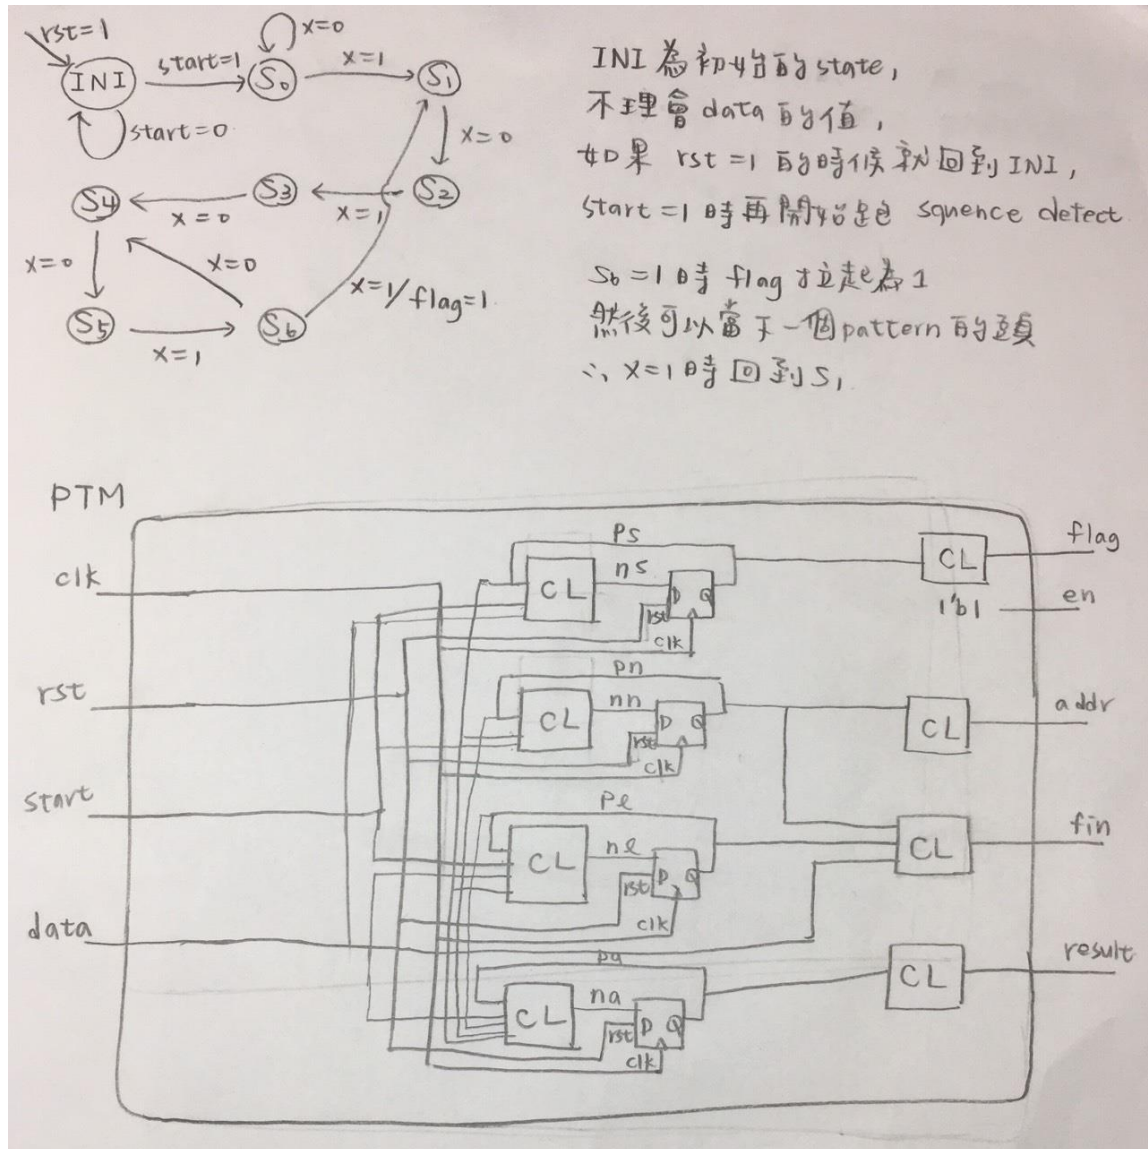 rst=1
x=0
INI
start=1
S0
x=1
S1
start=0
x=0
S4
x=0
S3
x=1
S2
x=0
x=0
x=1/flag=1
S5
x=1
S6
INI 為初始的state,
不理會data的值,
如果 rst=1 的時候就回到INI,
start=1時再開始跑 squence detect
S6=1時 flag 拉起為1
然後可以當下一個pattern的頭
∴ x=1時回到S1
PTM
clk
rst
start
data
ps
CL
ns
D
Q
rst
clk
pn
CL
nn
D
Q
rst
clk
pl
CL
nl
D
Q
rst
clk
pa
CL
na
D
Q
rst
clk
CL
flag
1'b1
en
CL
addr
CL
fin
CL
result